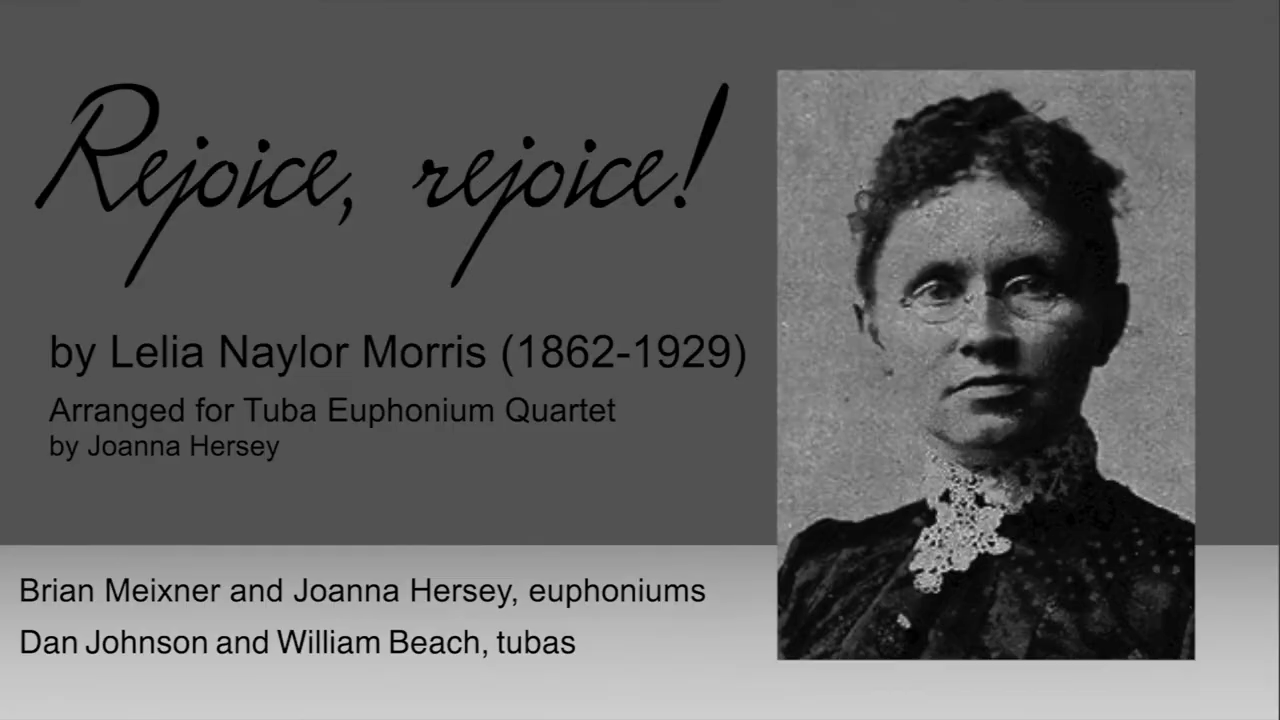 Rejoice, rejoice!
by Lelia Naylor Morris (1862-1929)
Arranged for Tuba Euphonium Quartet
by Joanna Hersey
Brian Meixner and Joanna Hersey, euphoniums
Dan Johnson and William Beach, tubas